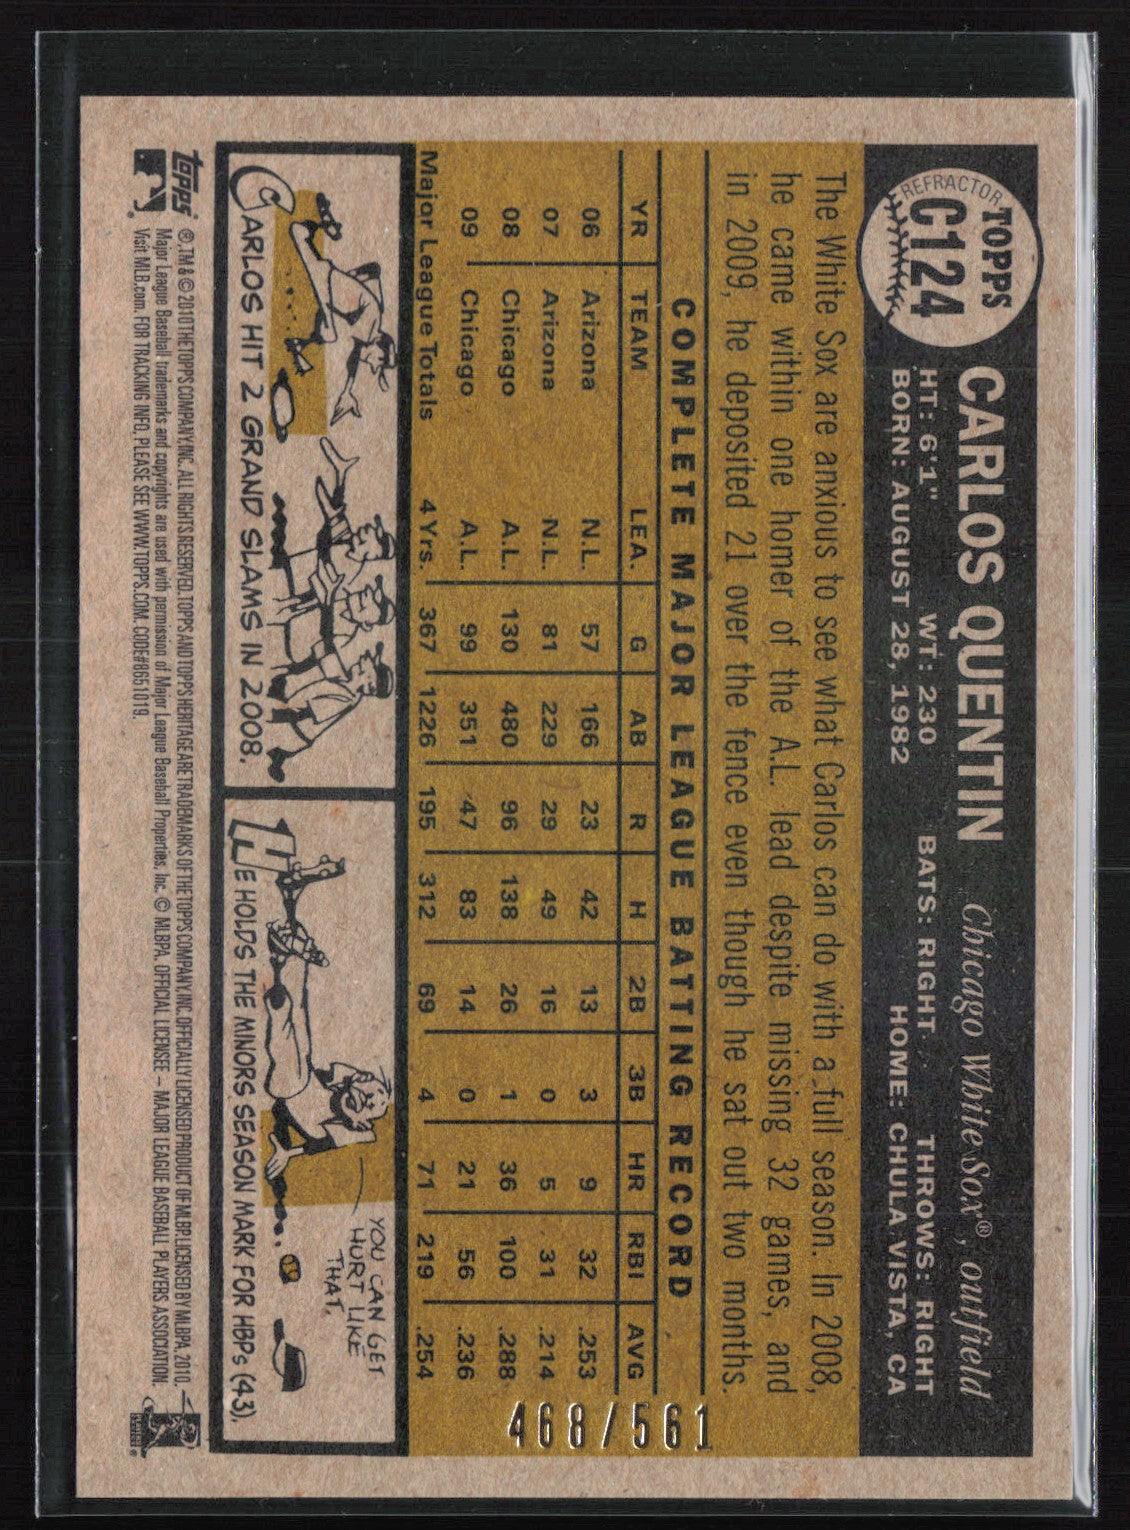 TOPPS
REFRACTOR
C124
CARLOS QUENTIN Chicago White Sox®, outfield
HT: 6'1" WT: 230 BATS: RIGHT THROWS: RIGHT
BORN: AUGUST 28, 1982 HOME: CHULA VISTA, CA
The White Sox are anxious to see what Carlos can do with a full season. In 2008,
he came within one homer of the A.L. lead despite missing 32 games, and
in 2009, he deposited 21 over the fence even though he sat out two months.
COMPLETE MAJOR LEAGUE BATTING RECORD
YR TEAM LEA. G AB R H 2B 3B HR RBI AVG
06 Arizona N.L. 57 166 23 42 13 3 9 32 .253
07 Arizona N.L. 81 229 29 49 16 0 5 31 .214
08 Chicago A.L. 130 480 96 138 26 1 36 100 .288
09 Chicago A.L. 99 351 47 83 14 0 21 56 .236
Major League Totals 4 Yrs. 367 1226 195 312 69 4 71 219 .254
468/561
CARLOS HIT 2 GRAND SLAMS IN 2008.
YOU CAN GET
HURT LIKE
THAT.
HE HOLDS THE MINORS SEASON MARK FOR HBPs (43).
topps
®,TM & © 2010 THE TOPPS COMPANY, INC. ALL RIGHTS RESERVED. TOPPS AND TOPPS HERITAGE ARE TRADEMARKS OF THE TOPPS COMPANY, INC. OFFICIALLY LICENSED PRODUCT OF MLBP. LICENSED BY MLBPA, 2010.
Major League Baseball trademarks and copyrights are used with permission of Major League Baseball Properties, Inc. © MLBPA. OFFICIAL LICENSEE – MAJOR LEAGUE BASEBALL PLAYERS ASSOCIATION.
Visit MLB.com. FOR TRACKING INFO, PLEASE SEE WWW.TOPPS.COM. CODE#8651019.